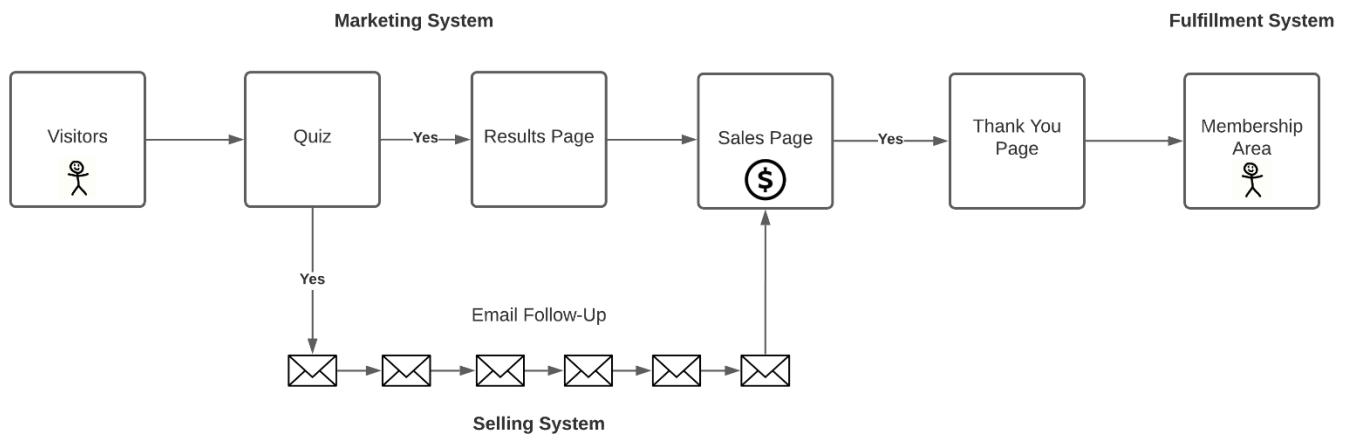 Marketing System
Fulfillment System
Visitors
Quiz
Yes
Results Page
Sales Page
$
Yes
Thank You
Page
Membership
Area
Yes
Email Follow-Up
Selling System